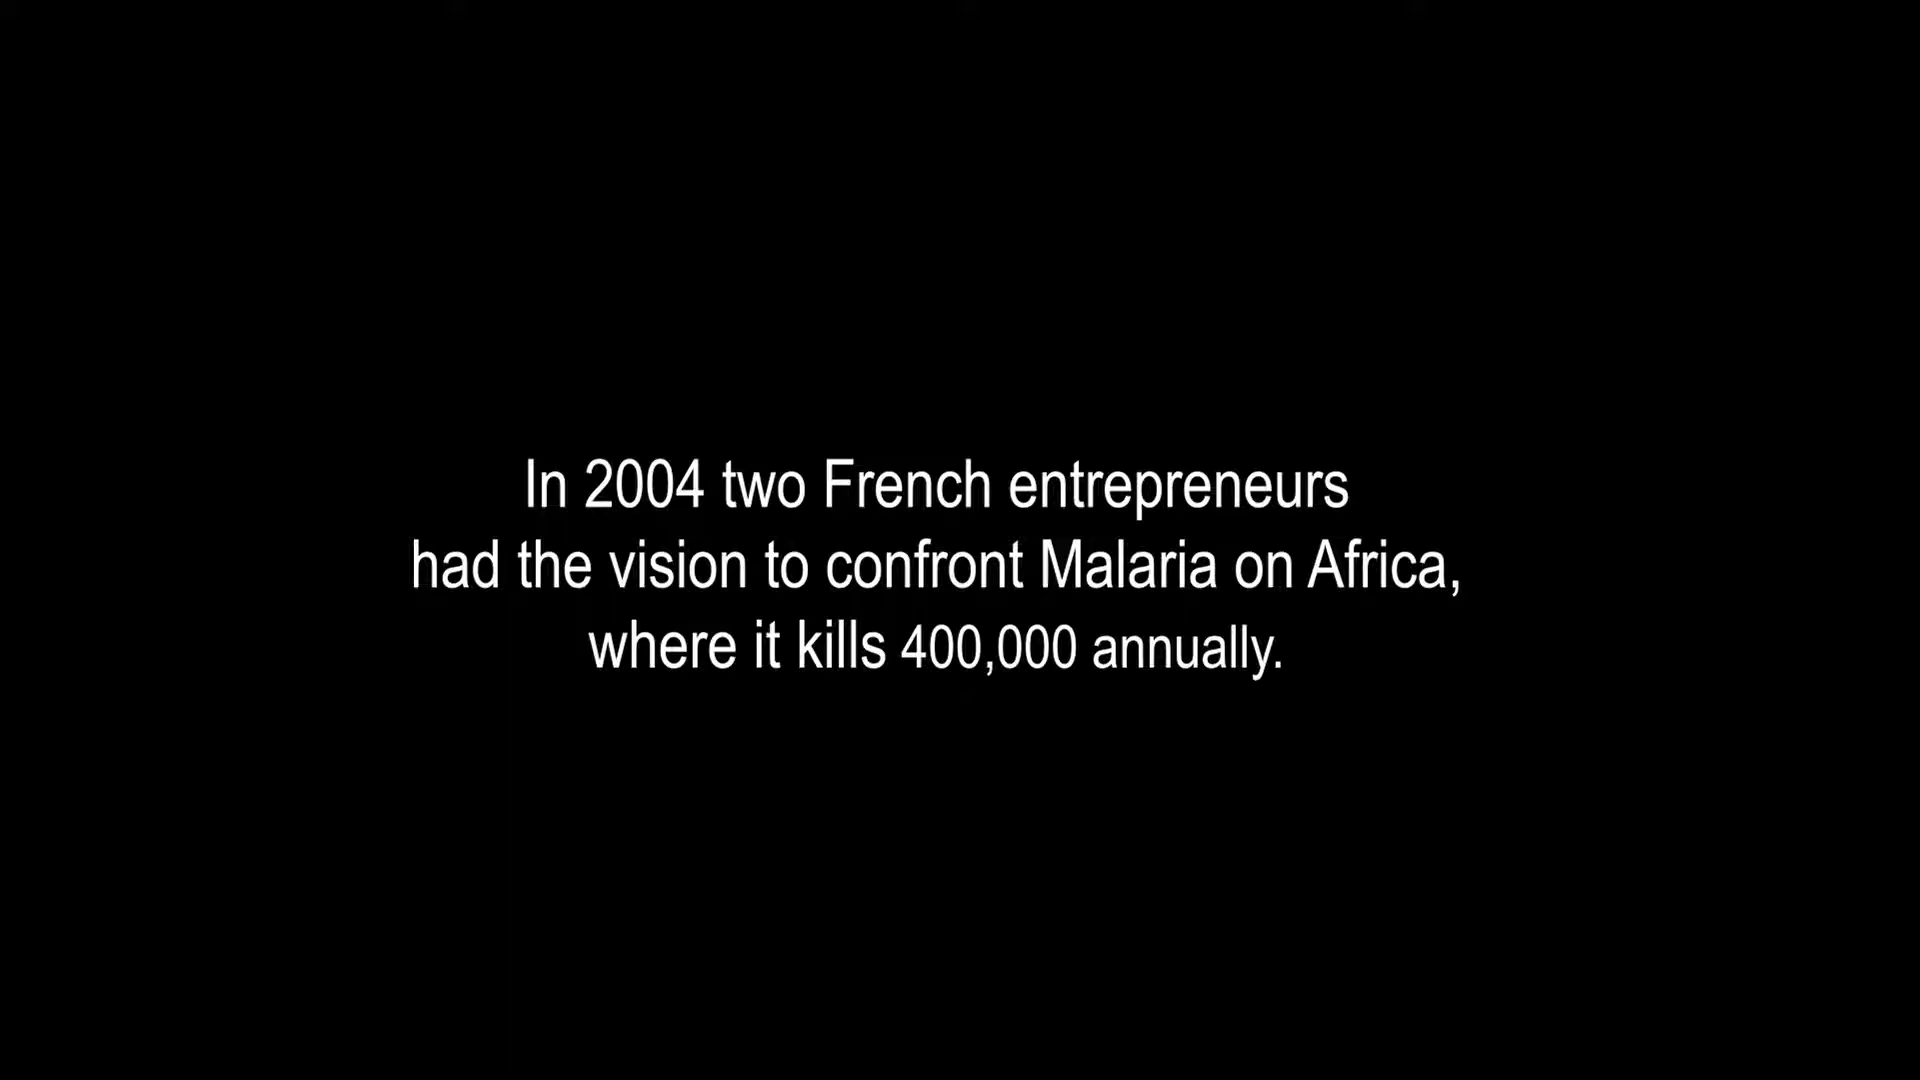 In 2004 two French entrepreneurs
had the vision to confront Malaria on Africa,
where it kills 400,000 annually.